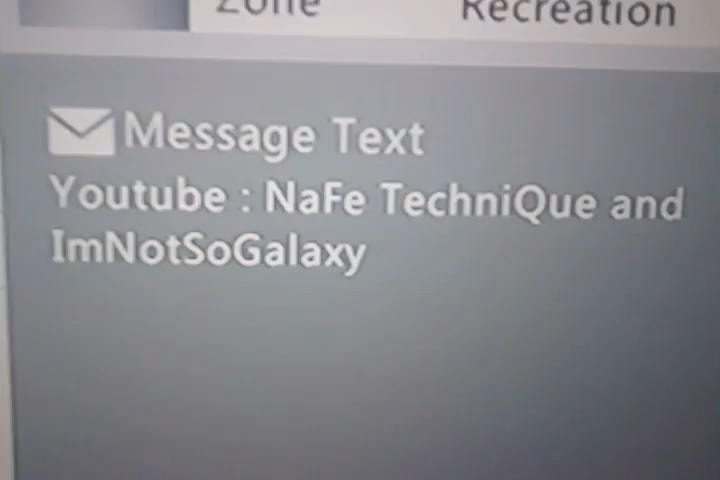 Zone Recreation
Message Text
Youtube : NaFe TechniQue and
ImNotSoGalaxy